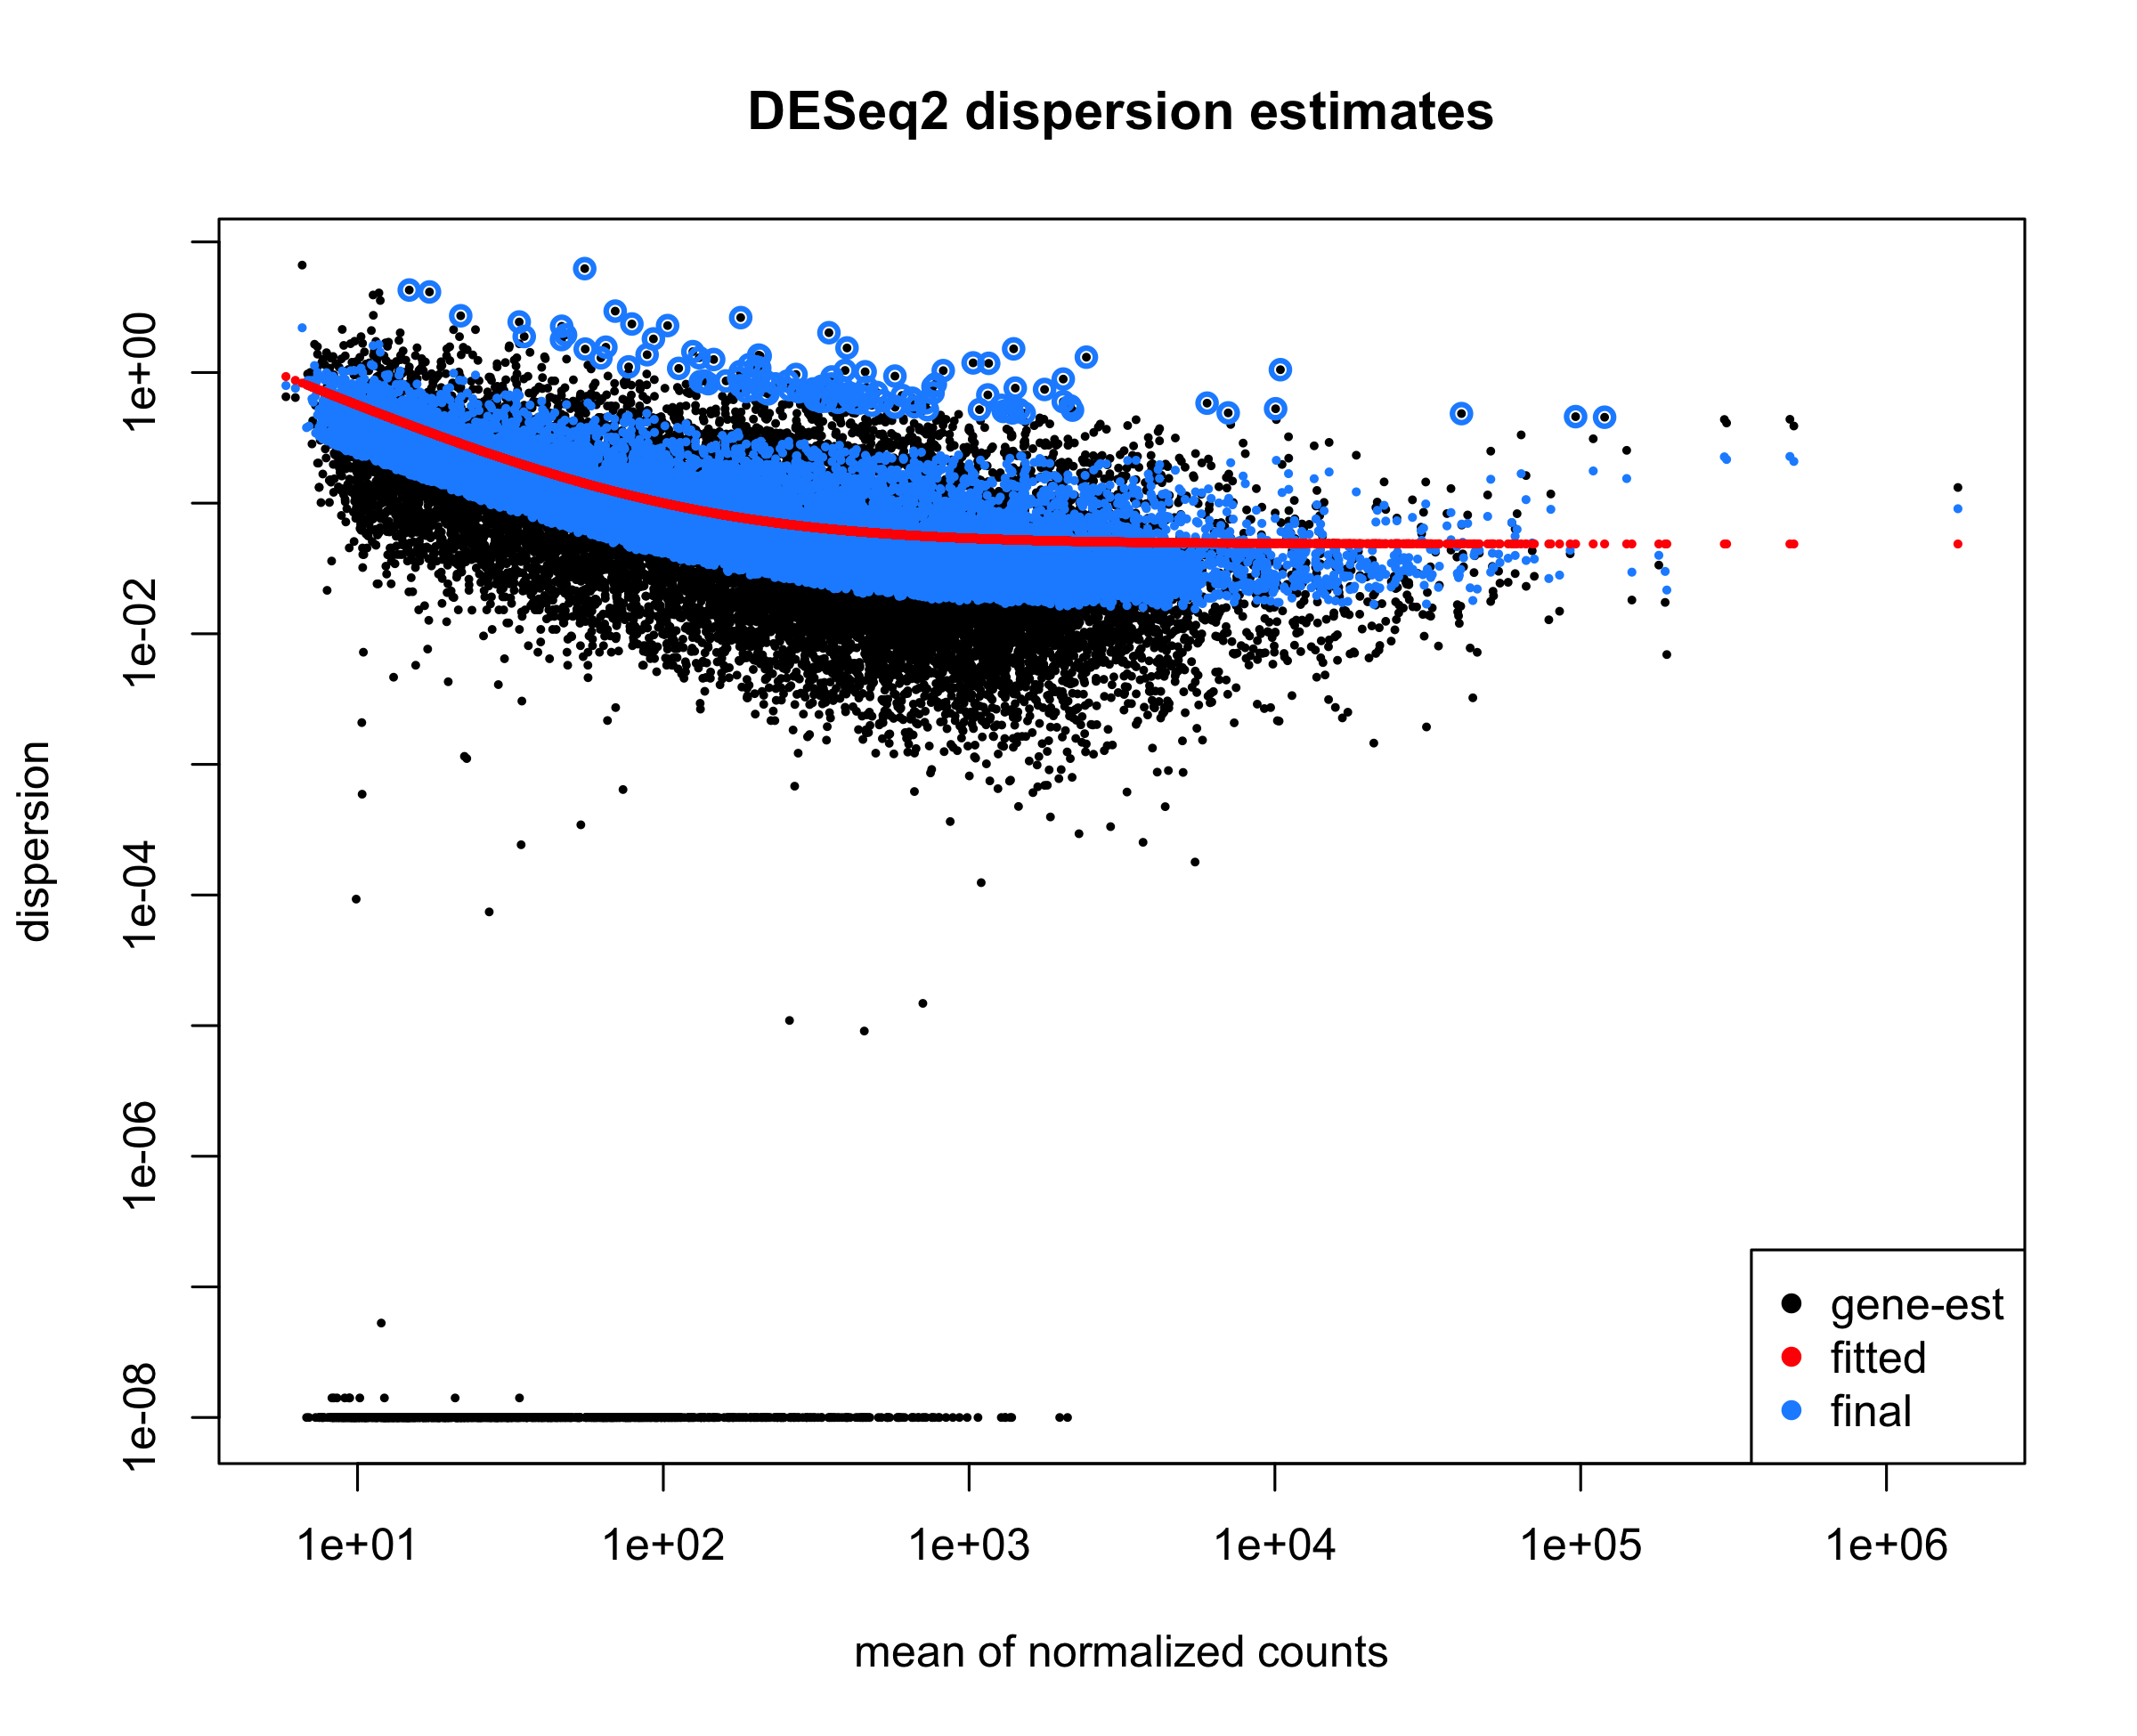 DESeq2 dispersion estimates
1e+00
1e-02
1e-04
1e-06
1e-08
dispersion
gene-est
fitted
final
1e+01 1e+02 1e+03 1e+04 1e+05 1e+06
mean of normalized counts